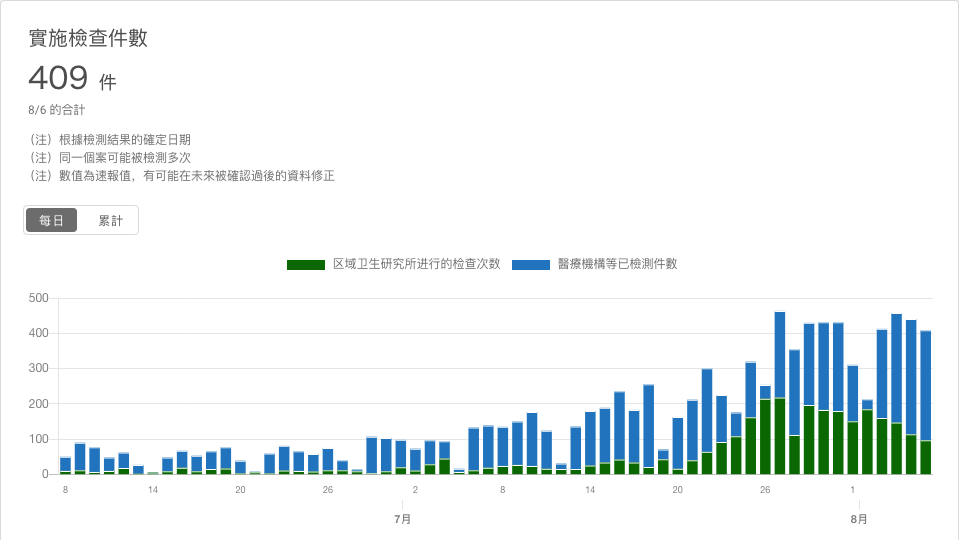 實施檢查件數
409 件
8/6 的合計
（注）根據檢測結果的確定日期
（注）同一個案可能被檢測多次
（注）數值為速報值，有可能在未來被確認過後的資料修正
每日 累計
区域卫生研究所进行的检查次数 醫療機構等已檢測件數
500
400
300
200
100
0
8 14 20 26 2 8 14 20 26 1
7月 8月